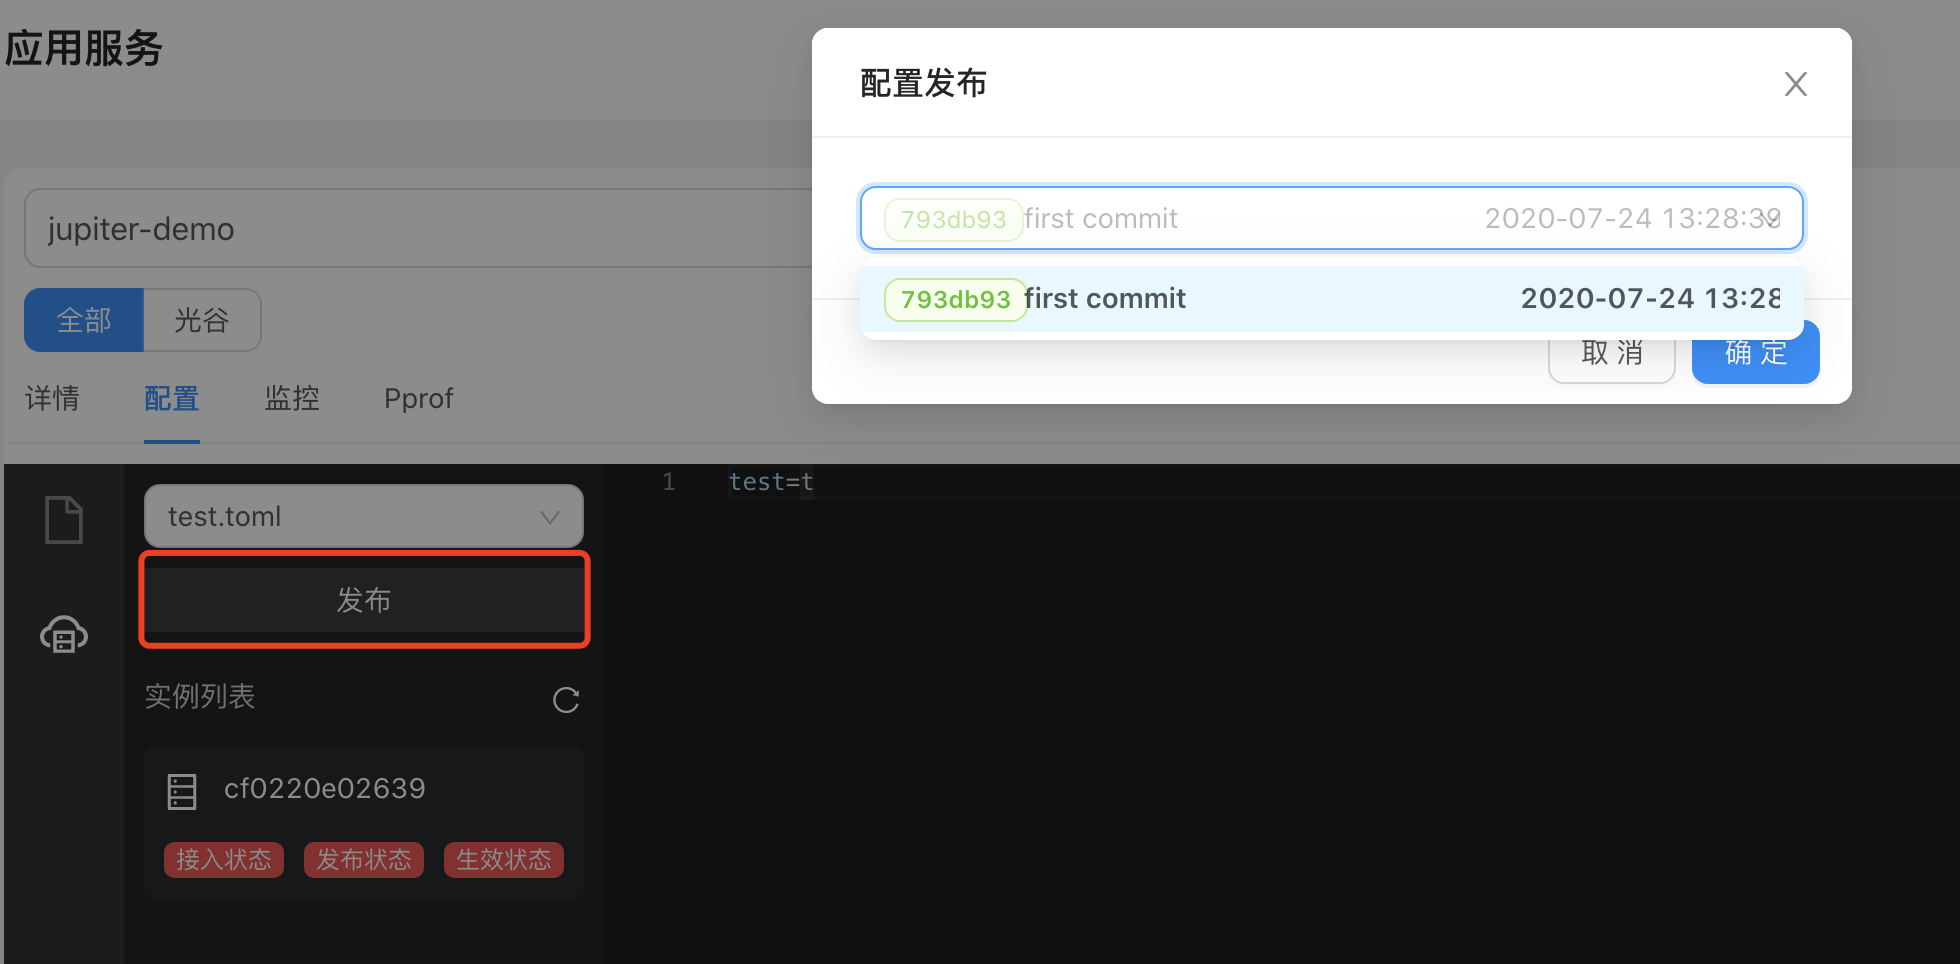 应用服务
jupiter-demo
全部 光谷
详情 配置 监控 Pprof
test.toml
发布
实例列表
cf0220e02639
接入状态 发布状态 生效状态
1 test=t
配置发布
793db93 first commit 2020-07-24 13:28:39
793db93 first commit 2020-07-24 13:28
取 消 确 定